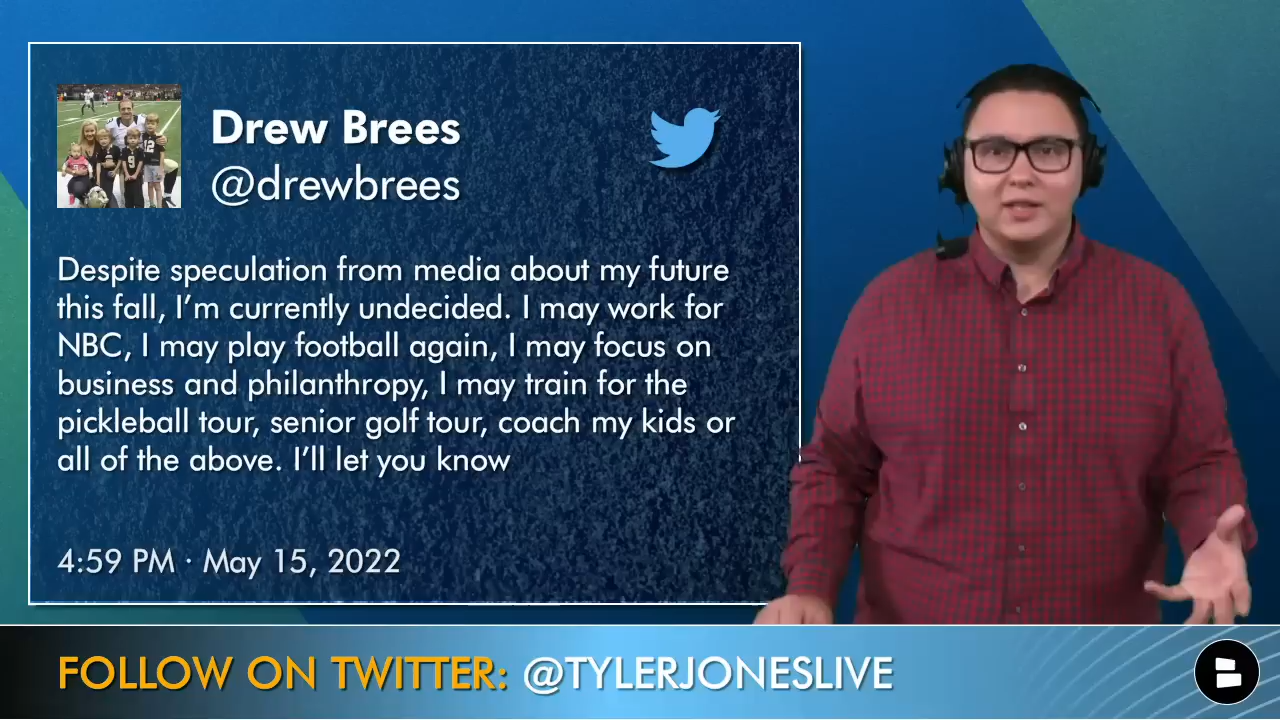 Drew Brees
@drewbrees
Despite speculation from media about my future
this fall, I’m currently undecided. I may work for
NBC, I may play football again, I may focus on
business and philanthropy, I may train for the
pickleball tour, senior golf tour, coach my kids or
all of the above. I’ll let you know
4:59 PM · May 15, 2022
FOLLOW ON TWITTER: @TYLERJONESLIVE